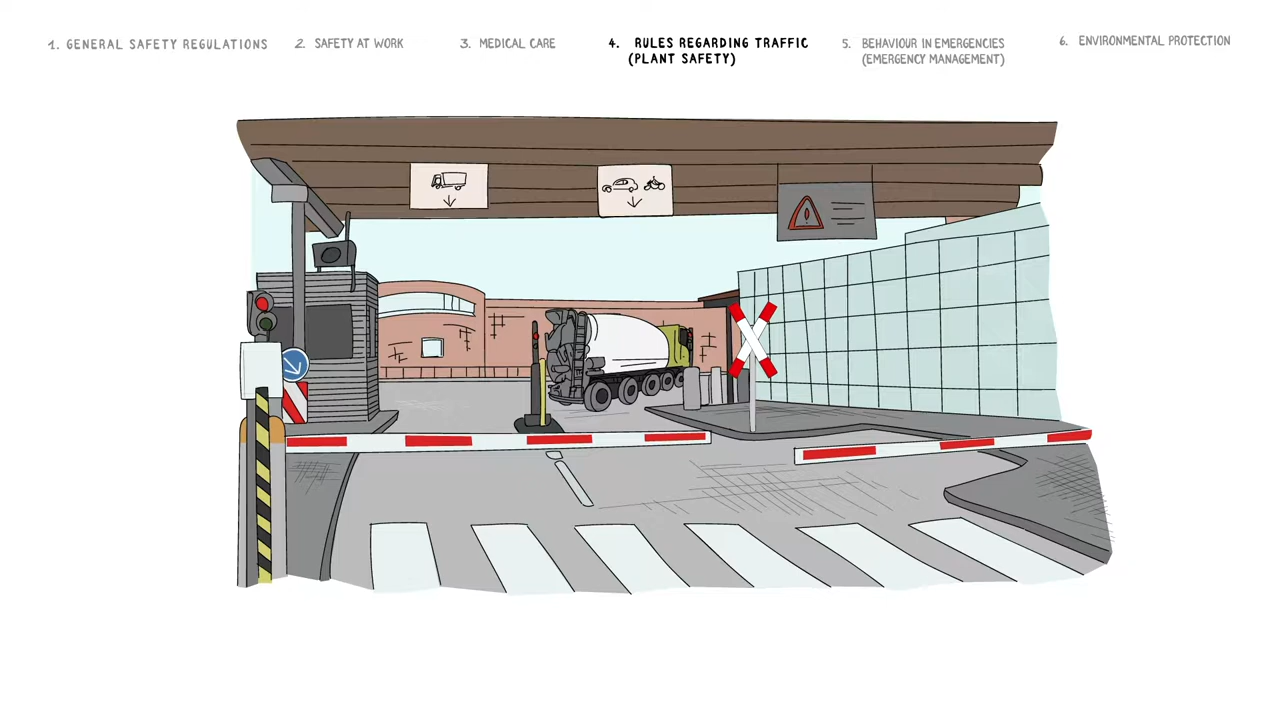 1. GENERAL SAFETY REGULATIONS
2. SAFETY AT WORK
3. MEDICAL CARE
4. RULES REGARDING TRAFFIC
(PLANT SAFETY)
5. BEHAVIOUR IN EMERGENCIES
(EMERGENCY MANAGEMENT)
6. ENVIRONMENTAL PROTECTION